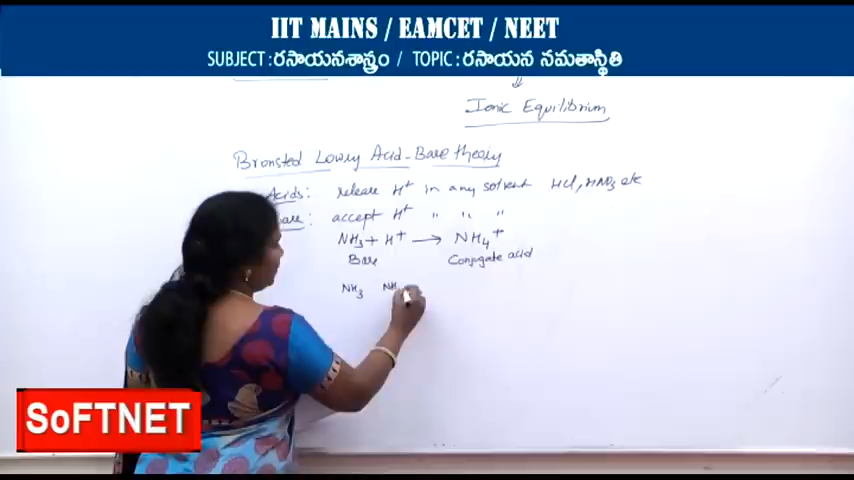 IIT MAINS / EAMCET / NEET
SUBJECT : రసాయనశాస్త్రం / TOPIC : రసాయన సమతాస్థితి
Ionic Equilibrium
Bronsted Lowry Acid-Base theory
Acids: release H⁺ in any solvent HCl, HNO₃ etc
accept H⁺ " " "
NH₃ + H⁺ → NH₄⁺
Base Conjugate acid
NH₃ NH
SoFTNET